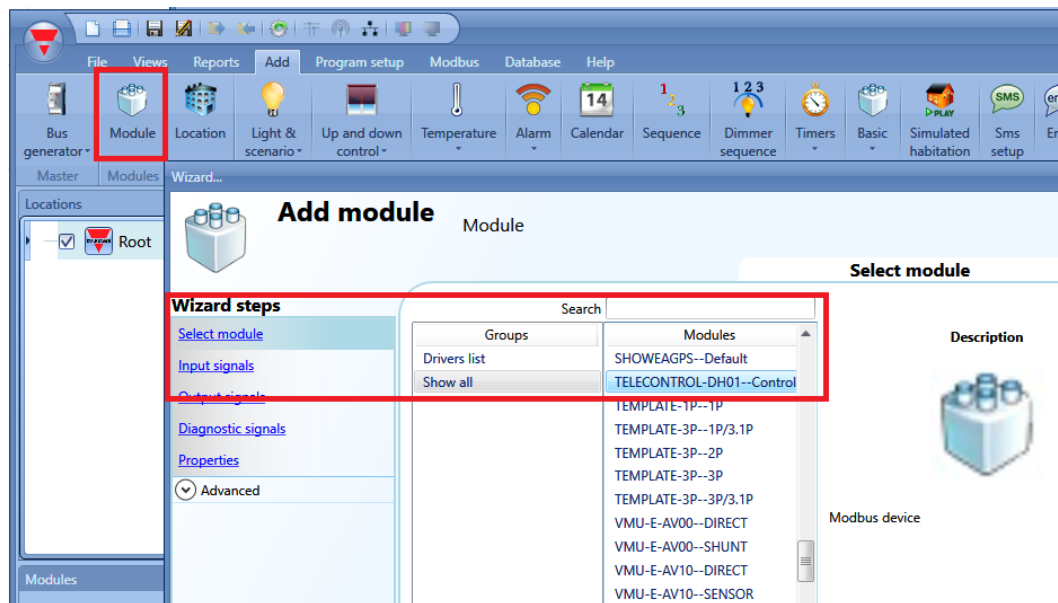 File Views Reports Add Program setup Modbus Database Help
Bus generator
Module
Location
Light & scenario
Up and down control
Temperature
Alarm
14
Calendar
1 2 3
Sequence
1 2 3
Dimmer sequence
Timers
Basic
PLAY
Simulated habitation
SMS
Sms setup
Master
Modules
Wizard...
Locations
Root
Add module
Module
Select module
Wizard steps
Search
Select module
Input signals
Output signals
Diagnostic signals
Properties
Advanced
Groups
Drivers list
Show all
Modules
SHOWEAGPS--Default
TELECONTROL-DH01--Control
TEMPLATE-1P--1P
TEMPLATE-3P--1P/3.1P
TEMPLATE-3P--2P
TEMPLATE-3P--3P
TEMPLATE-3P--3P/3.1P
VMU-E-AV00--DIRECT
VMU-E-AV00--SHUNT
VMU-E-AV10--DIRECT
VMU-E-AV10--SENSOR
Description
Modbus device
Modules